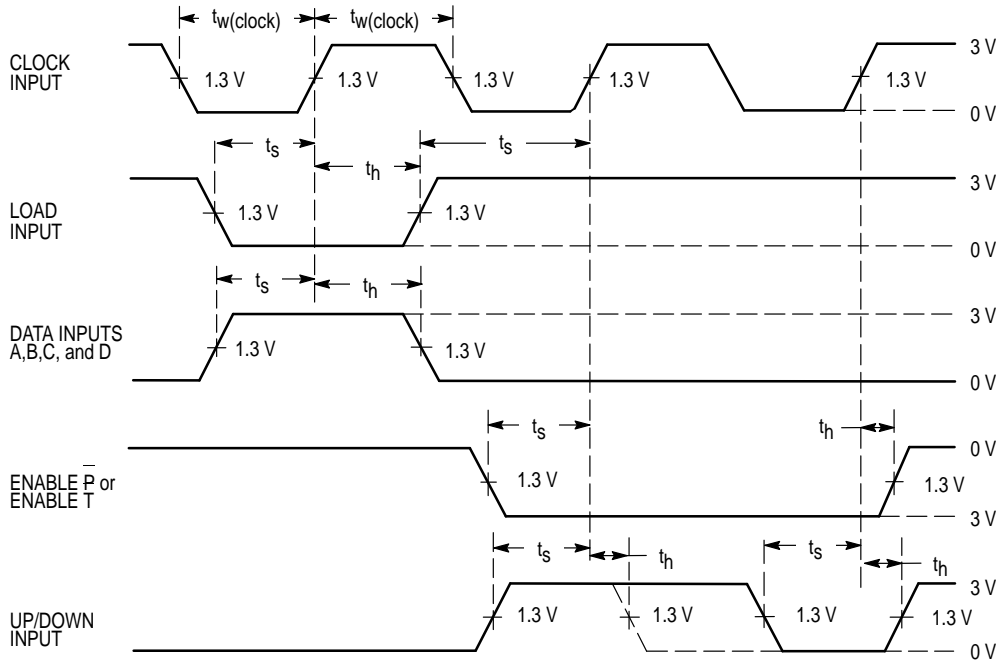 tw(clock) tw(clock)
CLOCK
INPUT
1.3 V 1.3 V 1.3 V 1.3 V 1.3 V
3 V
0 V
ts th ts
LOAD
INPUT
1.3 V 1.3 V
3 V
0 V
ts th
DATA INPUTS
A,B,C, and D
1.3 V 1.3 V
3 V
0 V
ts th
ENABLE P̅ or
ENABLE T̅
1.3 V 1.3 V
0 V
3 V
ts th ts th
UP/DOWN
INPUT
1.3 V 1.3 V 1.3 V 1.3 V
3 V
0 V